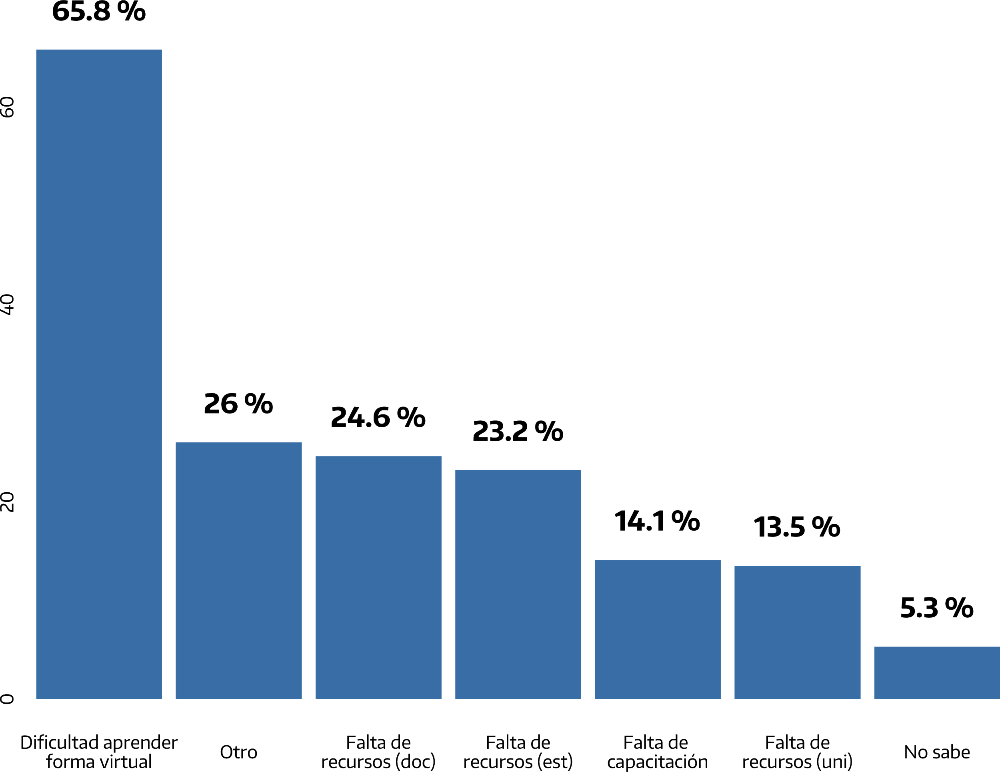 65.8 %
60
40
20
0
26 %
24.6 %
23.2 %
14.1 %
13.5 %
5.3 %
Dificultad aprender
forma virtual
Otro
Falta de
recursos (doc)
Falta de
recursos (est)
Falta de
capacitación
Falta de
recursos (uni)
No sabe